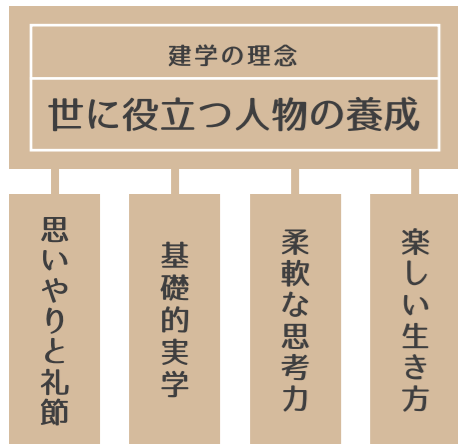 建学の理念
世に役立つ人物の養成
思いやりと礼節
基礎的実学
柔軟な思考力
楽しい生き方